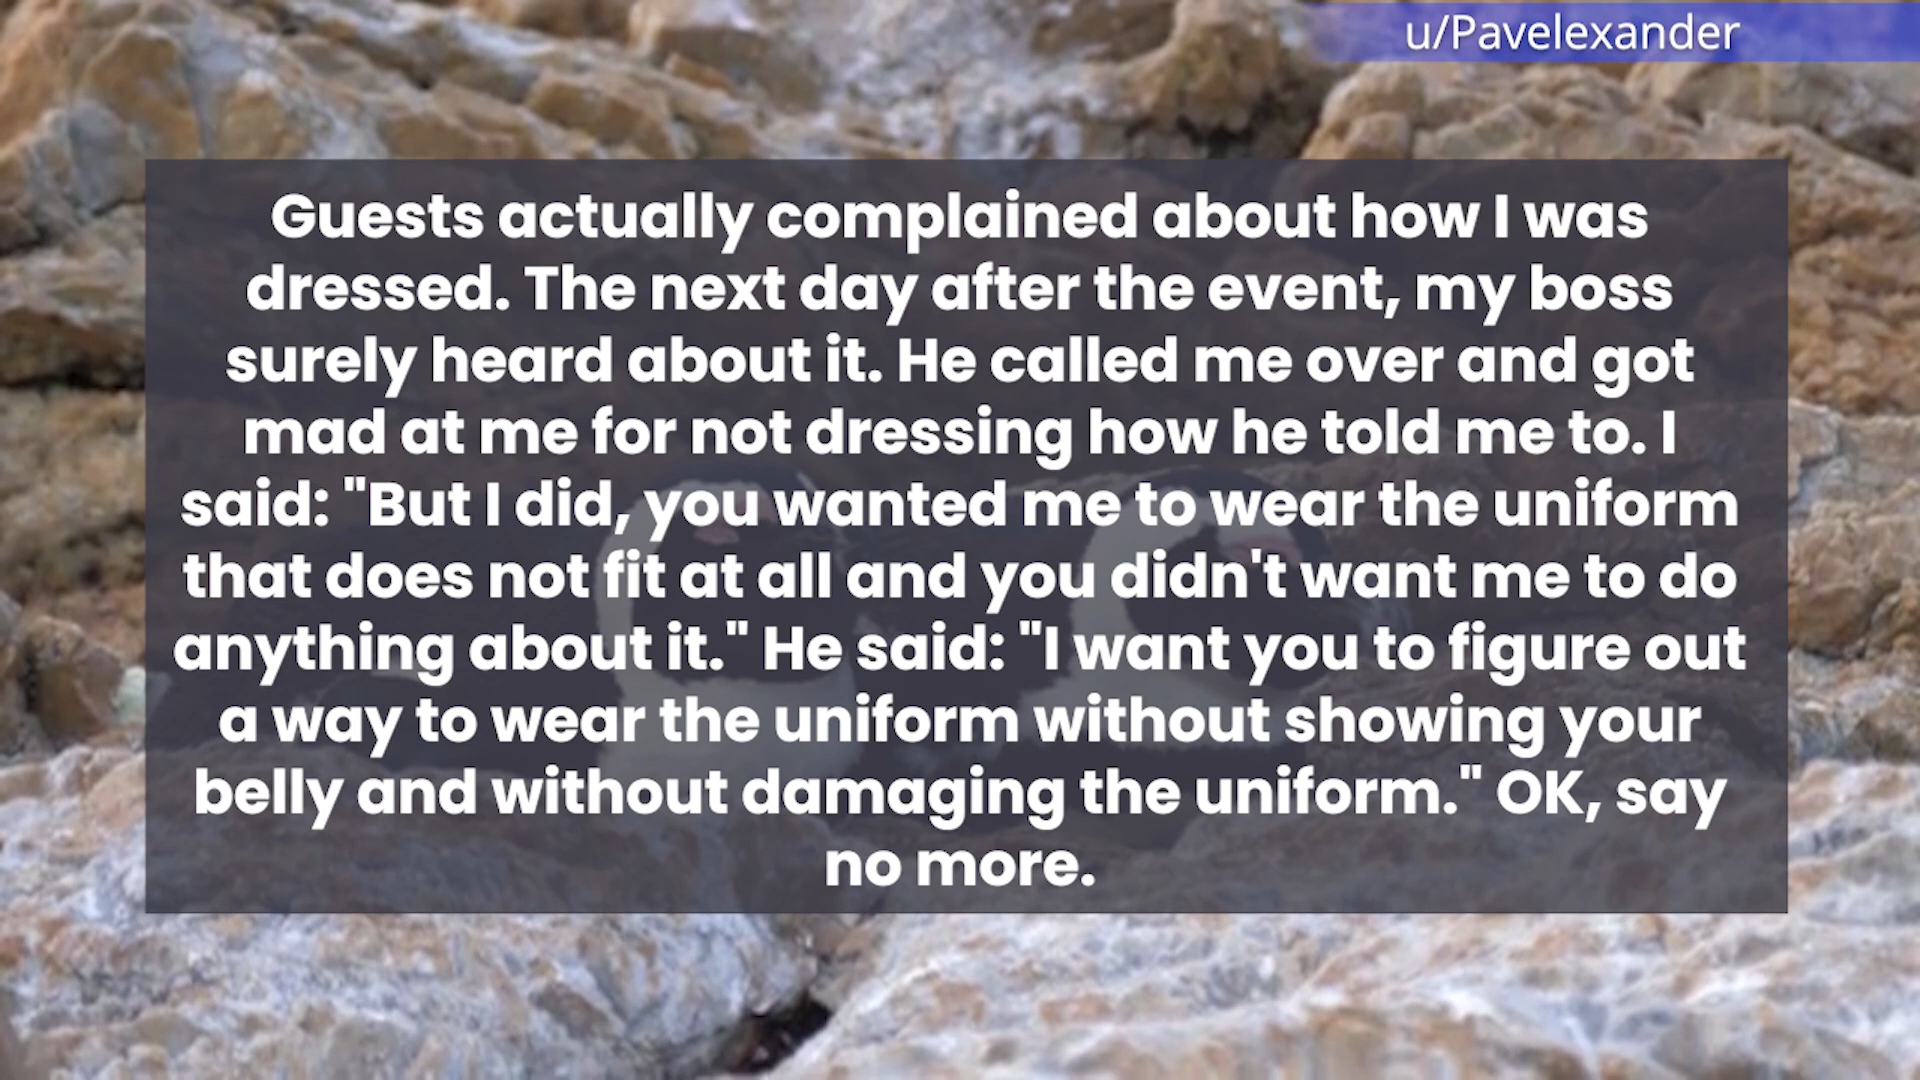 u/Pavelexander
Guests actually complained about how I was
dressed. The next day after the event, my boss
surely heard about it. He called me over and got
mad at me for not dressing how he told me to. I
said: "But I did, you wanted me to wear the uniform
that does not fit at all and you didn't want me to do
anything about it." He said: "I want you to figure out
a way to wear the uniform without showing your
belly and without damaging the uniform." OK, say
no more.